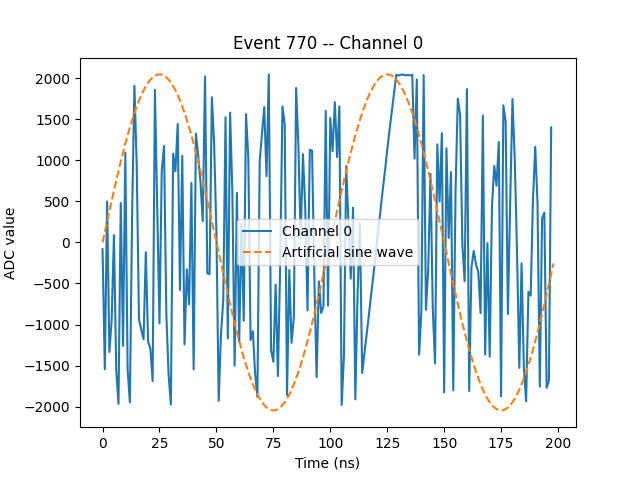 Event 770 -- Channel 0
ADC value
2000
1500
1000
500
0
−500
−1000
−1500
−2000
Channel 0
Artificial sine wave
0 25 50 75 100 125 150 175 200
Time (ns)